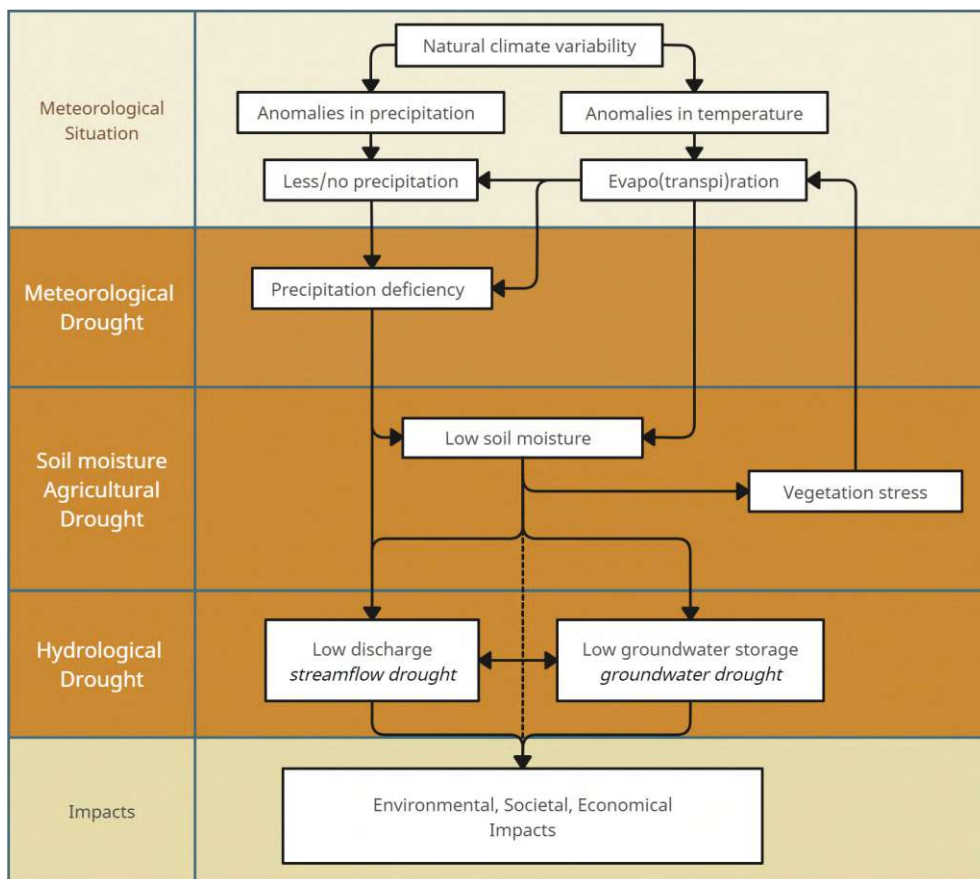 Natural climate variability
Meteorological
Situation
Anomalies in precipitation
Anomalies in temperature
Less/no precipitation
Evapo(transpi)ration
Meteorological
Drought
Precipitation deficiency
Soil moisture
Agricultural
Drought
Low soil moisture
Vegetation stress
Hydrological
Drought
Low discharge
streamflow drought
Low groundwater storage
groundwater drought
Impacts
Environmental, Societal, Economical
Impacts